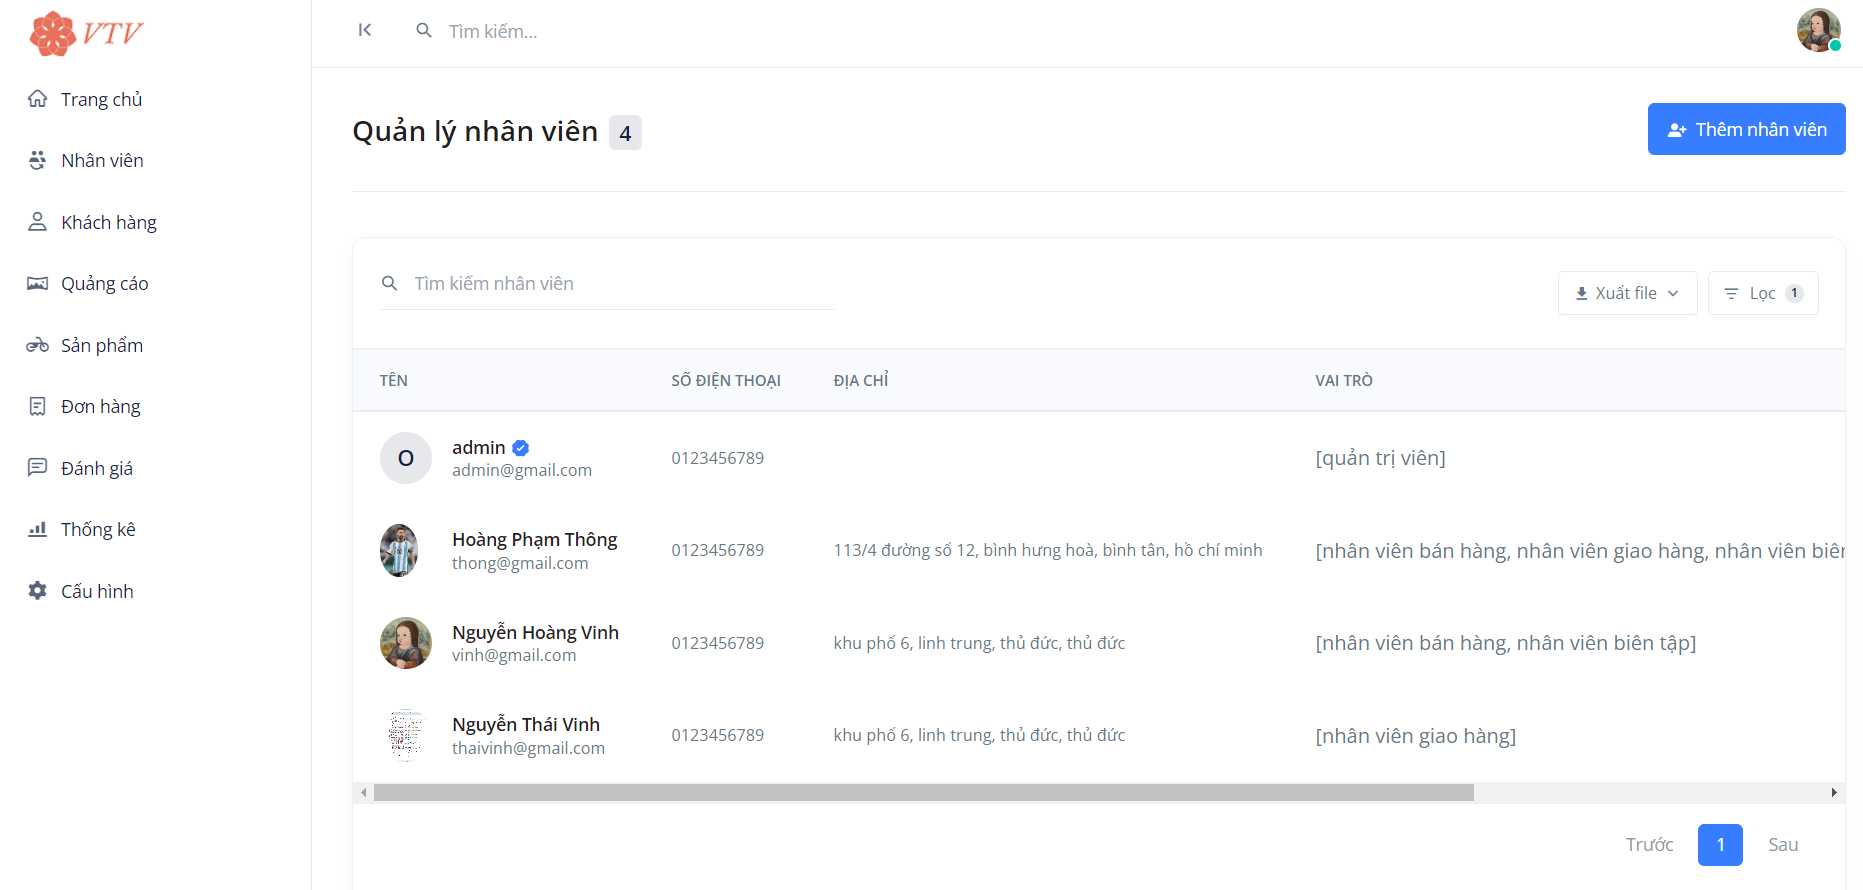 VTV
Tìm kiếm...
Trang chủ
Nhân viên
Khách hàng
Quảng cáo
Sản phẩm
Đơn hàng
Đánh giá
Thống kê
Cấu hình
Quản lý nhân viên 4
Thêm nhân viên
Tìm kiếm nhân viên
Xuất file
Lọc 1
TÊN SỐ ĐIỆN THOẠI ĐỊA CHỈ VAI TRÒ
O
admin
admin@gmail.com
0123456789
[quản trị viên]
Hoàng Phạm Thông
thong@gmail.com
0123456789
113/4 đường số 12, bình hưng hoà, bình tân, hồ chí minh
[nhân viên bán hàng, nhân viên giao hàng, nhân viên biên
Nguyễn Hoàng Vinh
vinh@gmail.com
0123456789
khu phố 6, linh trung, thủ đức, thủ đức
[nhân viên bán hàng, nhân viên biên tập]
Nguyễn Thái Vinh
thaivinh@gmail.com
0123456789
khu phố 6, linh trung, thủ đức, thủ đức
[nhân viên giao hàng]
Trước 1 Sau